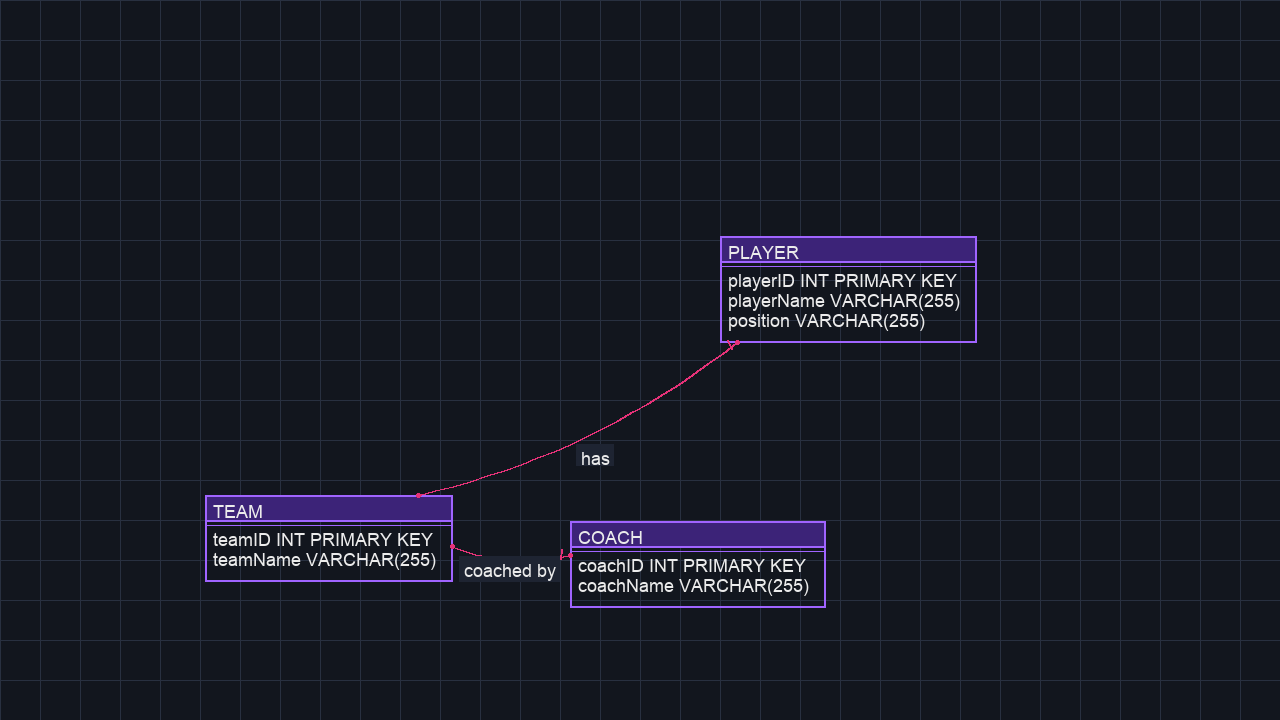 PLAYER
playerID INT PRIMARY KEY
playerName VARCHAR(255)
position VARCHAR(255)
has
TEAM
teamID INT PRIMARY KEY
teamName VARCHAR(255)
coached by
COACH
coachID INT PRIMARY KEY
coachName VARCHAR(255)